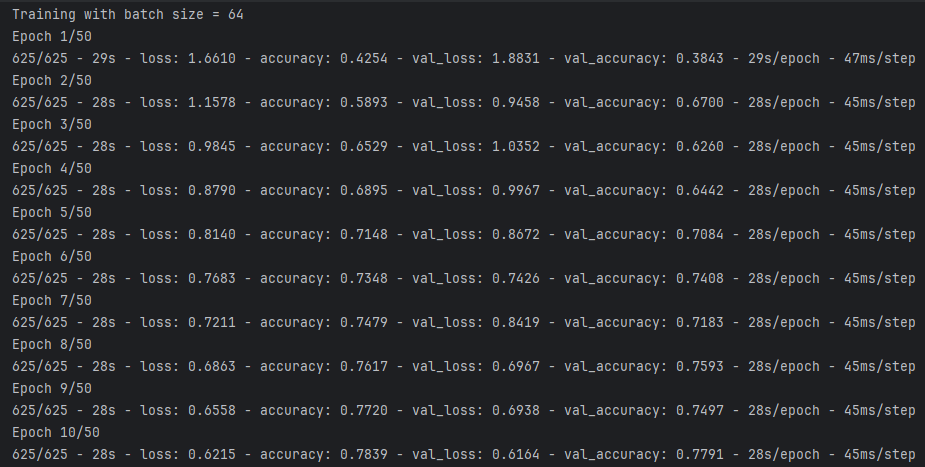 Training with batch size = 64
Epoch 1/50
625/625 - 29s - loss: 1.6610 - accuracy: 0.4254 - val_loss: 1.8831 - val_accuracy: 0.3843 - 29s/epoch - 47ms/step
Epoch 2/50
625/625 - 28s - loss: 1.1578 - accuracy: 0.5893 - val_loss: 0.9458 - val_accuracy: 0.6700 - 28s/epoch - 45ms/step
Epoch 3/50
625/625 - 28s - loss: 0.9845 - accuracy: 0.6529 - val_loss: 1.0352 - val_accuracy: 0.6260 - 28s/epoch - 45ms/step
Epoch 4/50
625/625 - 28s - loss: 0.8790 - accuracy: 0.6895 - val_loss: 0.9967 - val_accuracy: 0.6442 - 28s/epoch - 45ms/step
Epoch 5/50
625/625 - 28s - loss: 0.8140 - accuracy: 0.7148 - val_loss: 0.8672 - val_accuracy: 0.7084 - 28s/epoch - 45ms/step
Epoch 6/50
625/625 - 28s - loss: 0.7683 - accuracy: 0.7348 - val_loss: 0.7426 - val_accuracy: 0.7408 - 28s/epoch - 45ms/step
Epoch 7/50
625/625 - 28s - loss: 0.7211 - accuracy: 0.7479 - val_loss: 0.8419 - val_accuracy: 0.7183 - 28s/epoch - 45ms/step
Epoch 8/50
625/625 - 28s - loss: 0.6863 - accuracy: 0.7617 - val_loss: 0.6967 - val_accuracy: 0.7593 - 28s/epoch - 45ms/step
Epoch 9/50
625/625 - 28s - loss: 0.6558 - accuracy: 0.7720 - val_loss: 0.6938 - val_accuracy: 0.7497 - 28s/epoch - 45ms/step
Epoch 10/50
625/625 - 28s - loss: 0.6215 - accuracy: 0.7839 - val_loss: 0.6164 - val_accuracy: 0.7791 - 28s/epoch - 45ms/step